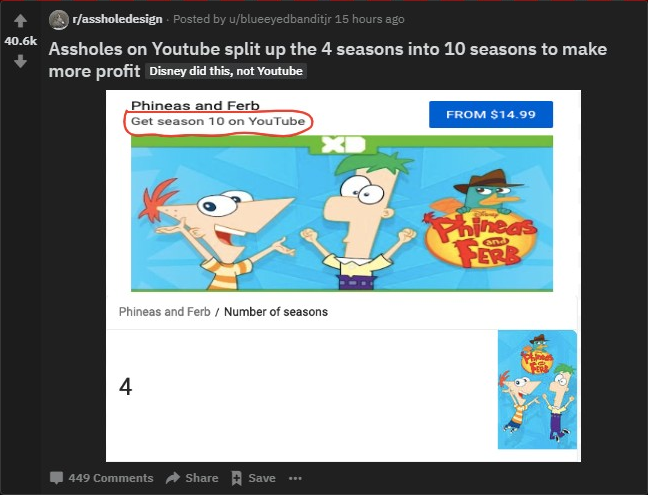 r/assholedesign · Posted by u/blueeyedbanditjr 15 hours ago
40.6k
Assholes on Youtube split up the 4 seasons into 10 seasons to make
more profit Disney did this, not Youtube
Phineas and Ferb
Get season 10 on YouTube
FROM $14.99
XD
Disney
Phineas
and
FERB
Phineas and Ferb / Number of seasons
4
Phineas
and
FERB
449 Comments Share Save ...